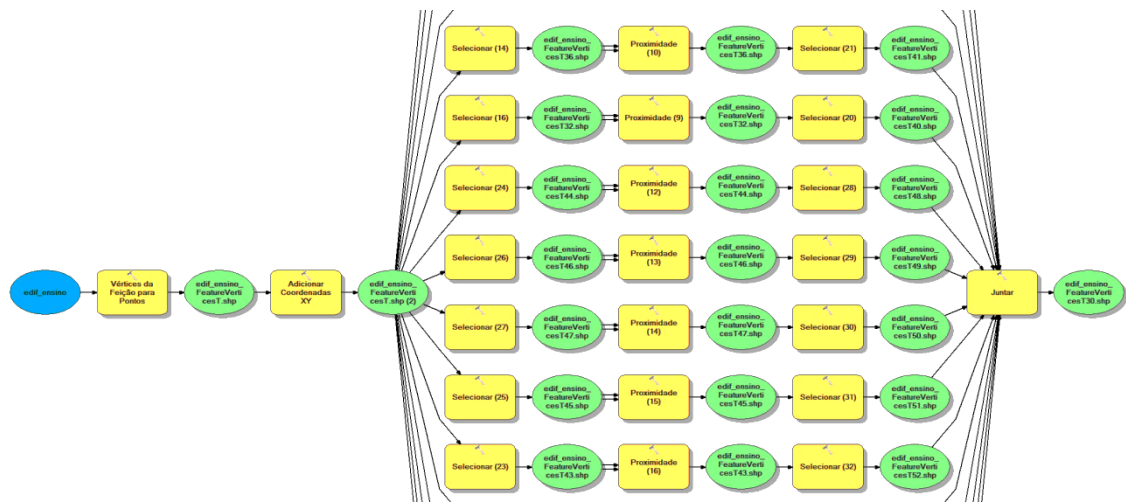 Selecionar (14)
edif_ensino_
FeatureVerti
cesT36.shp
Proximidade
(10)
edif_ensino_
FeatureVerti
cesT36.shp
Selecionar (21)
edif_ensino_
FeatureVerti
cesT41.shp
Selecionar (16)
edif_ensino_
FeatureVerti
cesT32.shp
Proximidade (9)
edif_ensino_
FeatureVerti
cesT32.shp
Selecionar (20)
edif_ensino_
FeatureVerti
cesT40.shp
Selecionar (24)
edif_ensino_
FeatureVerti
cesT44.shp
Proximidade
(12)
edif_ensino_
FeatureVerti
cesT44.shp
Selecionar (28)
edif_ensino_
FeatureVerti
cesT48.shp
edif_ensino
Vértices da
Feição para
Pontos
edif_ensino_
FeatureVerti
cesT.shp
Adicionar
Coordenadas
XY
edif_ensino_
FeatureVerti
cesT.shp (2)
Selecionar (26)
edif_ensino_
FeatureVerti
cesT46.shp
Proximidade
(13)
edif_ensino_
FeatureVerti
cesT46.shp
Selecionar (29)
edif_ensino_
FeatureVerti
cesT49.shp
Juntar
edif_ensino_
FeatureVerti
cesT30.shp
Selecionar (27)
edif_ensino_
FeatureVerti
cesT47.shp
Proximidade
(14)
edif_ensino_
FeatureVerti
cesT47.shp
Selecionar (30)
edif_ensino_
FeatureVerti
cesT50.shp
Selecionar (25)
edif_ensino_
FeatureVerti
cesT45.shp
Proximidade
(15)
edif_ensino_
FeatureVerti
cesT45.shp
Selecionar (31)
edif_ensino_
FeatureVerti
cesT51.shp
Selecionar (23)
edif_ensino_
FeatureVerti
cesT43.shp
Proximidade
(16)
edif_ensino_
FeatureVerti
cesT43.shp
Selecionar (32)
edif_ensino_
FeatureVerti
cesT52.shp